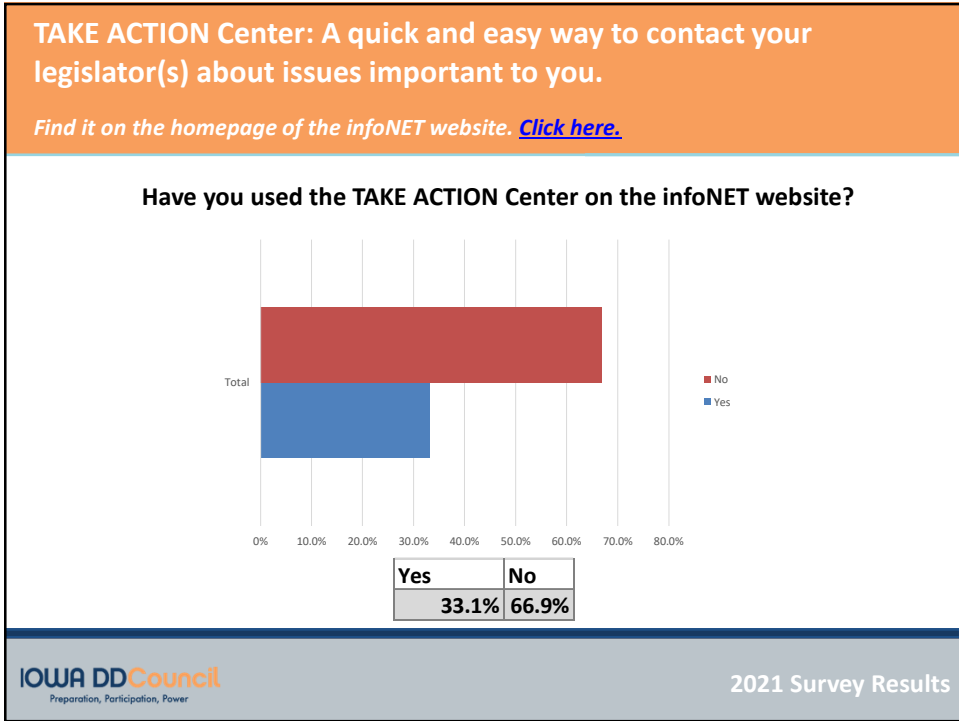 TAKE ACTION Center: A quick and easy way to contact your
legislator(s) about issues important to you.
Find it on the homepage of the infoNET website. Click here.
Have you used the TAKE ACTION Center on the infoNET website?
Total
No
Yes
0% 10.0% 20.0% 30.0% 40.0% 50.0% 60.0% 70.0% 80.0%
Yes No
33.1% 66.9%
IOWA DDCouncil
Preparation, Participation, Power
2021 Survey Results